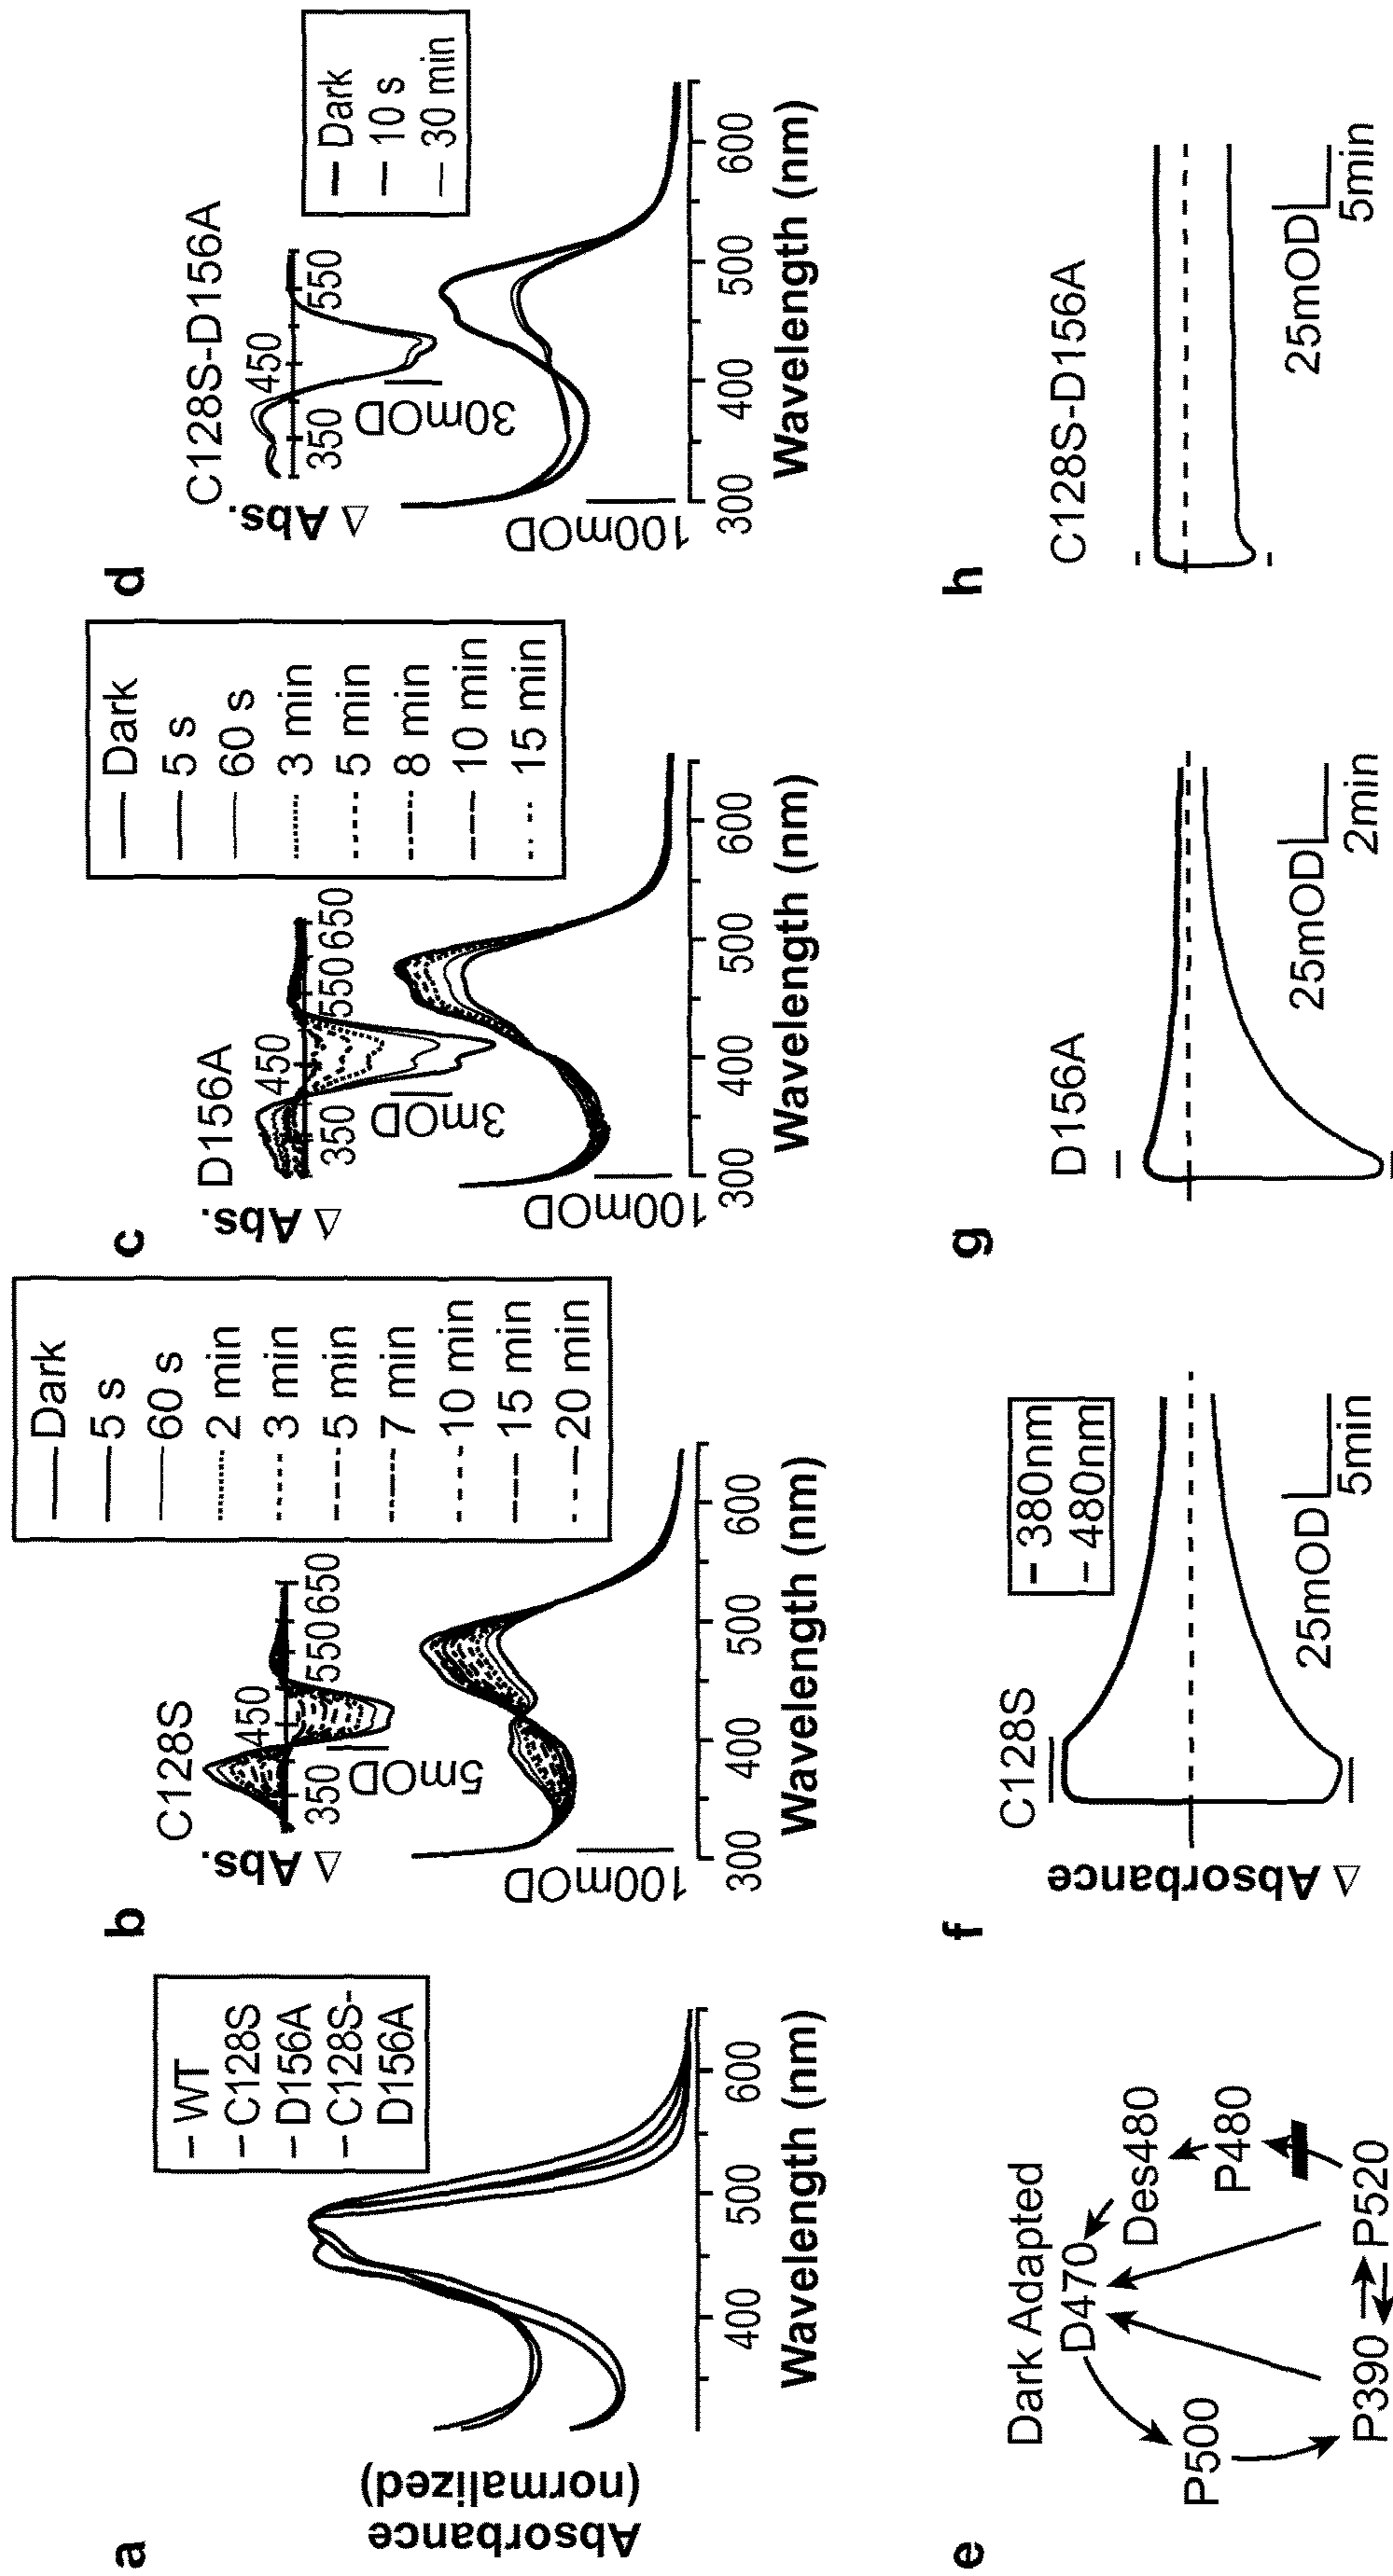 a
Absorbance
(normalized)
WT
C128S
D156A
C128S-
D156A
400 500 600
Wavelength (nm)
b
C128S
Δ Abs.
350 450 550 650
5mOD
Dark
5 s
60 s
2 min
3 min
5 min
7 min
10 min
15 min
20 min
100mOD
300 400 500 600
Wavelength (nm)
c
D156A
Δ Abs.
350 450 550 650
3mOD
Dark
5 s
60 s
3 min
5 min
8 min
10 min
15 min
100mOD
300 400 500 600
Wavelength (nm)
d
C128S-D156A
Δ Abs.
350 450 550
30mOD
Dark
10 s
30 min
100mOD
300 400 500 600
Wavelength (nm)
e
Dark Adapted
D470
Des480
P480
P500
P390
P520
f
C128S
380nm
480nm
Δ Absorbance
25mOD
5min
g
D156A
25mOD
2min
h
C128S-D156A
25mOD
5min